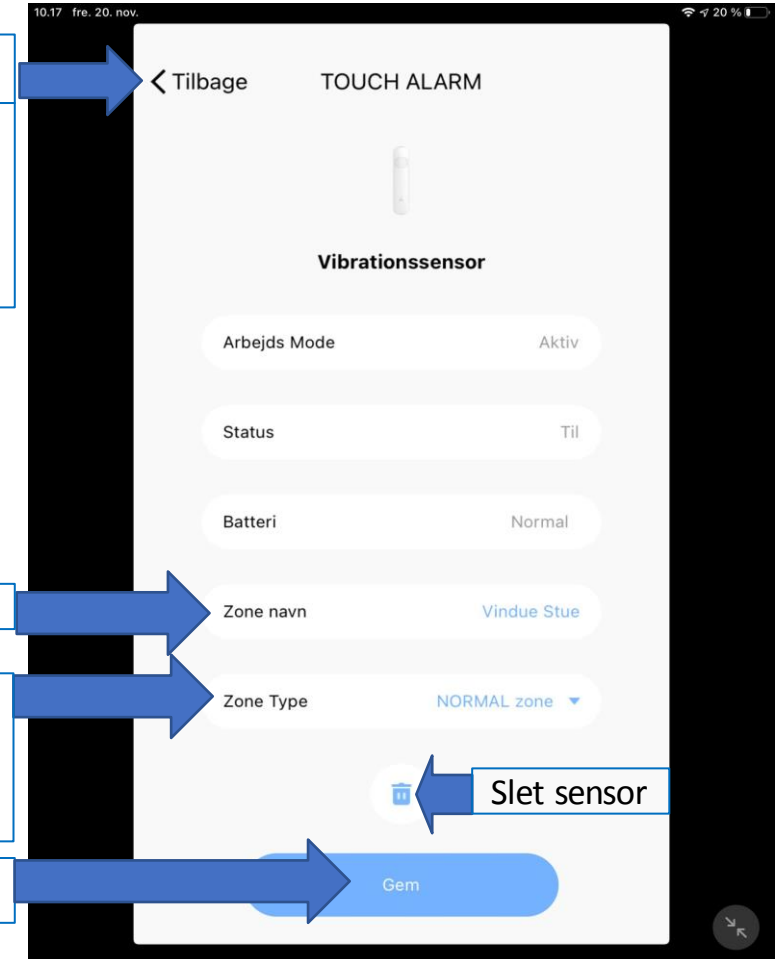 10.17 fre. 20. nov.
20 %
Tilbage
TOUCH ALARM
Vibrationssensor
Arbejds Mode Aktiv
Status Til
Batteri Normal
Zone navn Vindue Stue
Zone Type NORMAL zone
Slet sensor
Gem